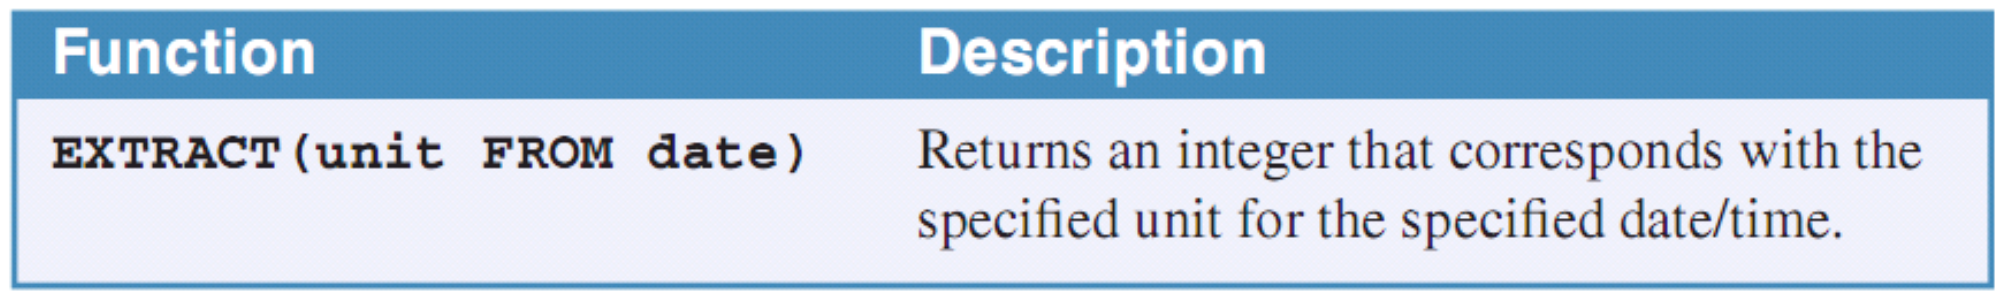 Function Description
EXTRACT(unit FROM date) Returns an integer that corresponds with the
specified unit for the specified date/time.